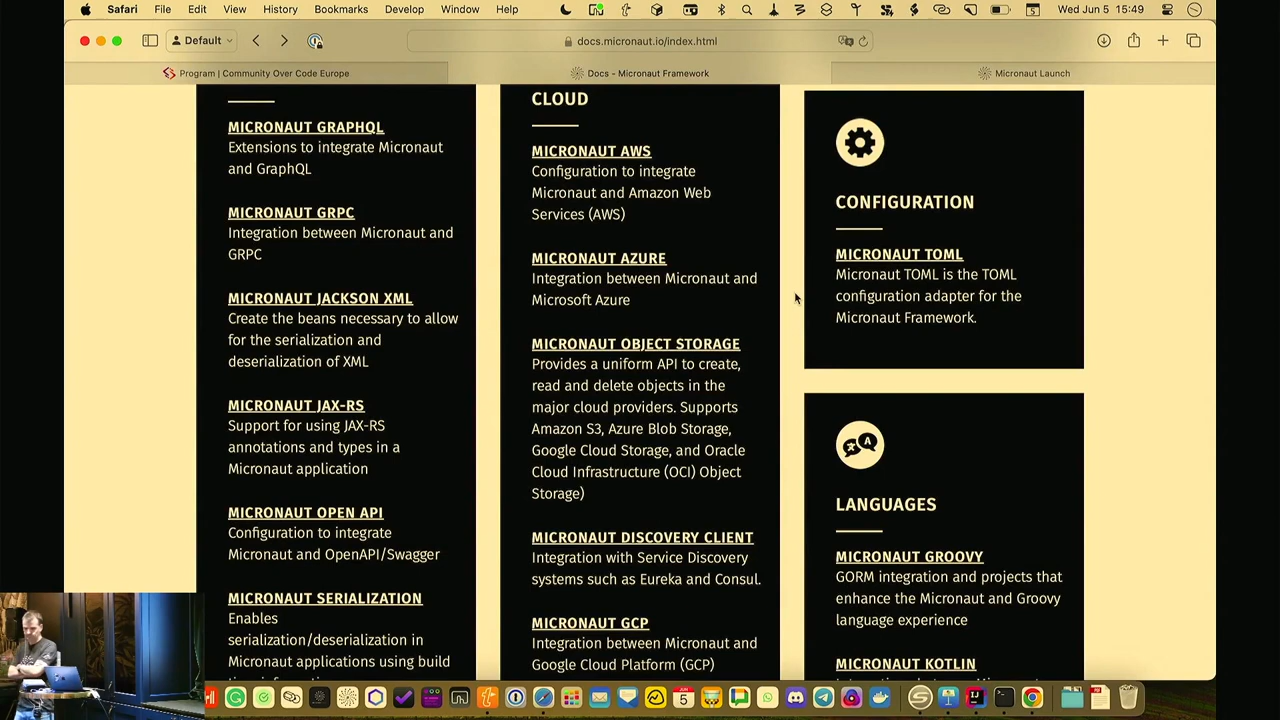 Safari File Edit View History Bookmarks Develop Window Help Wed Jun 5 15:49
Default docs.micronaut.io/index.html
Program | Community Over Code Europe
Docs - Micronaut Framework
Micronaut Launch
MICRONAUT GRAPHQL
Extensions to integrate Micronaut
and GraphQL
MICRONAUT GRPC
Integration between Micronaut and
GRPC
MICRONAUT JACKSON XML
Create the beans necessary to allow
for the serialization and
deserialization of XML
MICRONAUT JAX-RS
Support for using JAX-RS
annotations and types in a
Micronaut application
MICRONAUT OPEN API
Configuration to integrate
Micronaut and OpenAPI/Swagger
MICRONAUT SERIALIZATION
Enables
serialization/deserialization in
Micronaut applications using build
CLOUD
MICRONAUT AWS
Configuration to integrate
Micronaut and Amazon Web
Services (AWS)
MICRONAUT AZURE
Integration between Micronaut and
Microsoft Azure
MICRONAUT OBJECT STORAGE
Provides a uniform API to create,
read and delete objects in the
major cloud providers. Supports
Amazon S3, Azure Blob Storage,
Google Cloud Storage, and Oracle
Cloud Infrastructure (OCI) Object
Storage)
MICRONAUT DISCOVERY CLIENT
Integration with Service Discovery
systems such as Eureka and Consul.
MICRONAUT GCP
Integration between Micronaut and
Google Cloud Platform (GCP)
CONFIGURATION
MICRONAUT TOML
Micronaut TOML is the TOML
configuration adapter for the
Micronaut Framework.
LANGUAGES
MICRONAUT GROOVY
GORM integration and projects that
enhance the Micronaut and Groovy
language experience
MICRONAUT KOTLIN